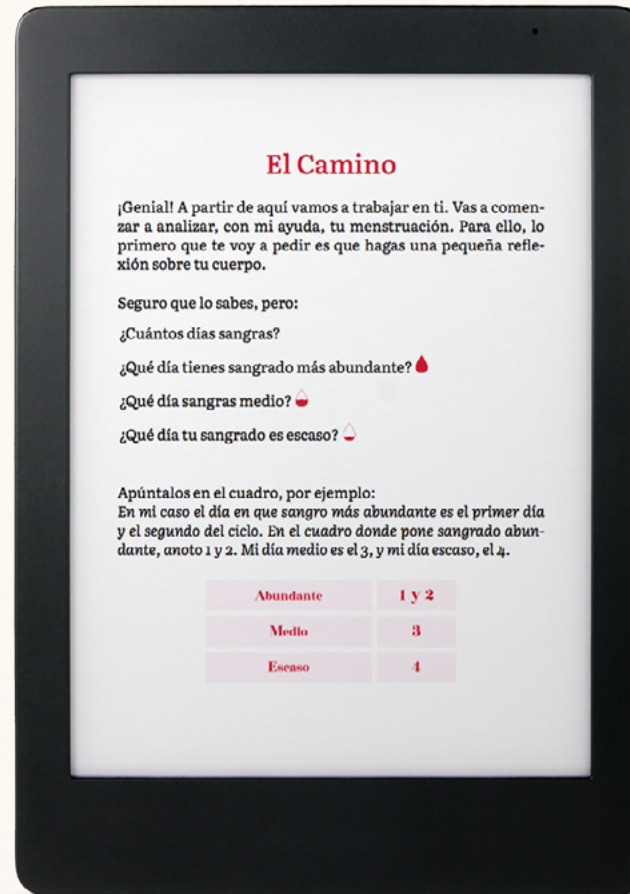 El Camino
¡Genial! A partir de aquí vamos a trabajar en ti. Vas a comen-
zar a analizar, con mi ayuda, tu menstruación. Para ello, lo
primero que te voy a pedir es que hagas una pequeña refle-
xión sobre tu cuerpo.
Seguro que lo sabes, pero:
¿Cuántos días sangras?
¿Qué día tienes sangrado más abundante?
¿Qué día sangras medio?
¿Qué día tu sangrado es escaso?
Apúntalos en el cuadro, por ejemplo:
En mi caso el día en que sangro más abundante es el primer día
y el segundo del ciclo. En el cuadro donde pone sangrado abun-
dante, anoto 1 y 2. Mi día medio es el 3, y mi día escaso, el 4.
Abundante 1 y 2
Medio 3
Escaso 4